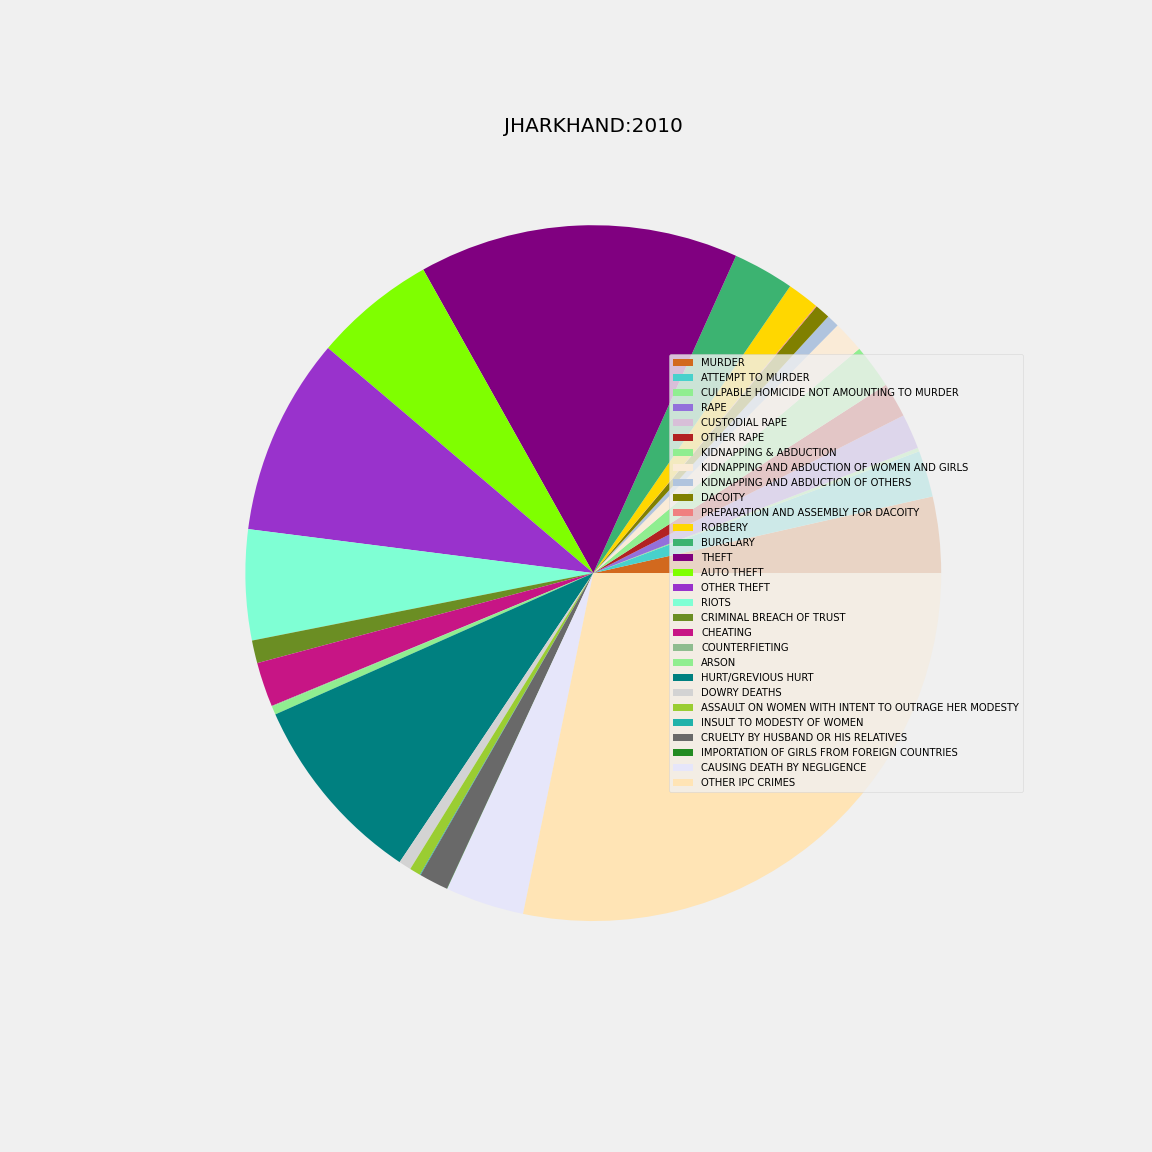 JHARKHAND:2010
MURDER
ATTEMPT TO MURDER
CULPABLE HOMICIDE NOT AMOUNTING TO MURDER
RAPE
CUSTODIAL RAPE
OTHER RAPE
KIDNAPPING & ABDUCTION
KIDNAPPING AND ABDUCTION OF WOMEN AND GIRLS
KIDNAPPING AND ABDUCTION OF OTHERS
DACOITY
PREPARATION AND ASSEMBLY FOR DACOITY
ROBBERY
BURGLARY
THEFT
AUTO THEFT
OTHER THEFT
RIOTS
CRIMINAL BREACH OF TRUST
CHEATING
COUNTERFIETING
ARSON
HURT/GREVIOUS HURT
DOWRY DEATHS
ASSAULT ON WOMEN WITH INTENT TO OUTRAGE HER MODESTY
INSULT TO MODESTY OF WOMEN
CRUELTY BY HUSBAND OR HIS RELATIVES
IMPORTATION OF GIRLS FROM FOREIGN COUNTRIES
CAUSING DEATH BY NEGLIGENCE
OTHER IPC CRIMES